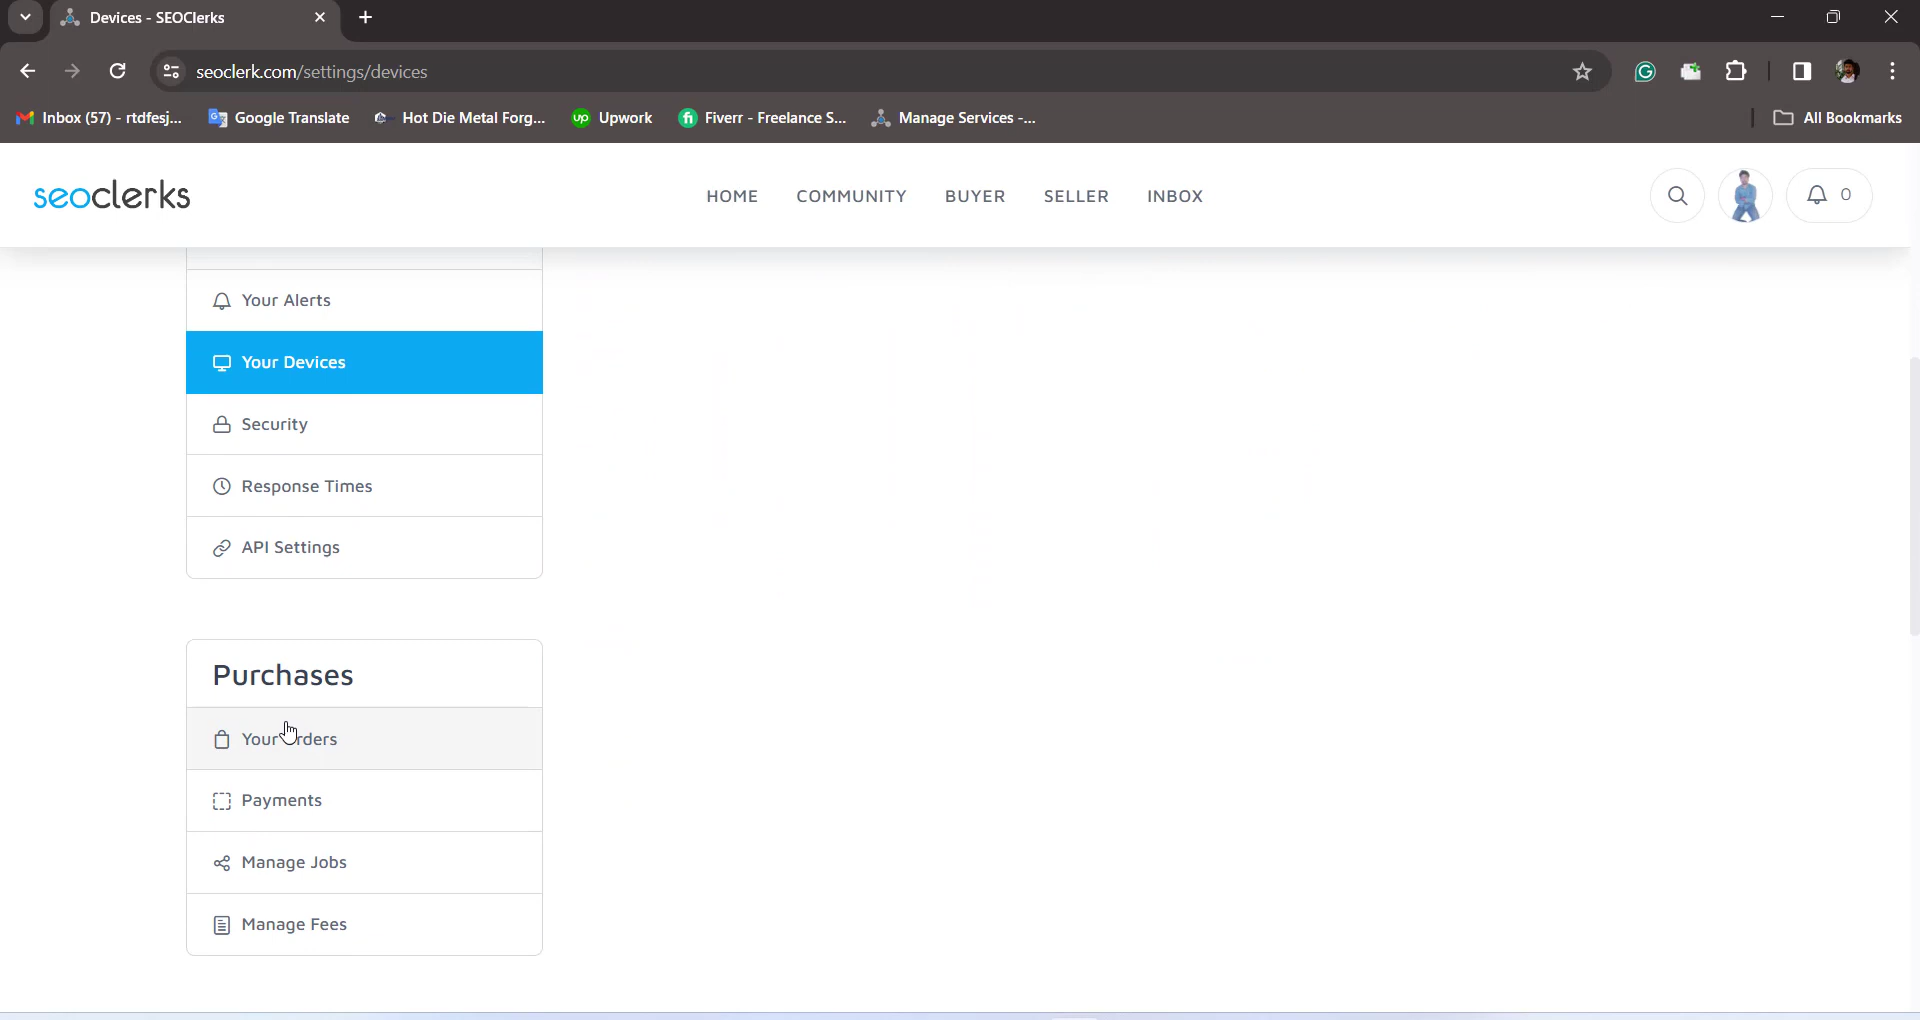 Devices - SEOClerks
seoclerk.com/settings/devices
Inbox (57) - rtdfesj... Google Translate Hot Die Metal Forg... Upwork Fiverr - Freelance S... Manage Services -... All Bookmarks
seoclerks HOME COMMUNITY BUYER SELLER INBOX 0
Your Alerts
Your Devices
Security
Response Times
API Settings
Purchases
Your rders
Payments
Manage Jobs
Manage Fees